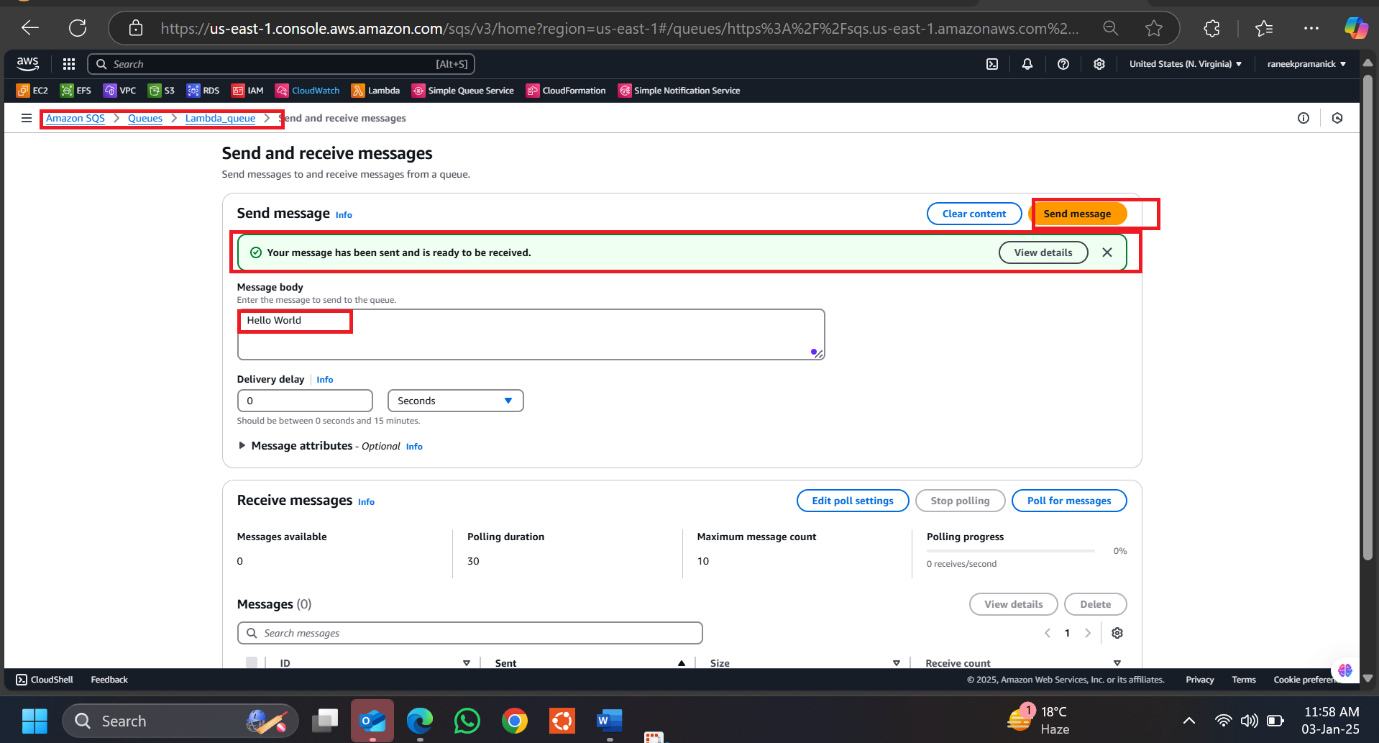 https://us-east-1.console.aws.amazon.com/sqs/v3/home?region=us-east-1#/queues/https%3A%2F%2Fsqs.us-east-1.amazonaws.com%2...
aws Search [Alt+S] United States (N. Virginia) raneekpramanick
EC2 EFS VPC S3 RDS IAM CloudWatch Lambda Simple Queue Service CloudFormation Simple Notification Service
Amazon SQS > Queues > Lambda_queue > Send and receive messages
Send and receive messages
Send messages to and receive messages from a queue.
Send message Info Clear content Send message
Your message has been sent and is ready to be received. View details
Message body
Enter the message to send to the queue.
Hello World
Delivery delay Info
0 Seconds
Should be between 0 seconds and 15 minutes.
Message attributes - Optional Info
Receive messages Info Edit poll settings Stop polling Poll for messages
Messages available Polling duration Maximum message count Polling progress
0 30 10 0%
0 receives/second
Messages (0) View details Delete
Search messages 1
ID Sent Size Receive count
CloudShell Feedback © 2025, Amazon Web Services, Inc. or its affiliates. Privacy Terms Cookie preferen
Search 1 18°C 11:58 AM
Haze 03-Jan-25